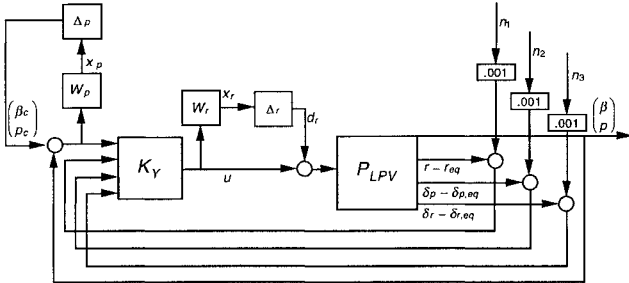 Δp
n1
xp
n2
Wp
xr
Wr
Δr
.001
n3
dr
.001
.001
(βc
pc)
(β
p)
KY
PLPV
r − req
u
δp − δp,eq
δr − δr,eq